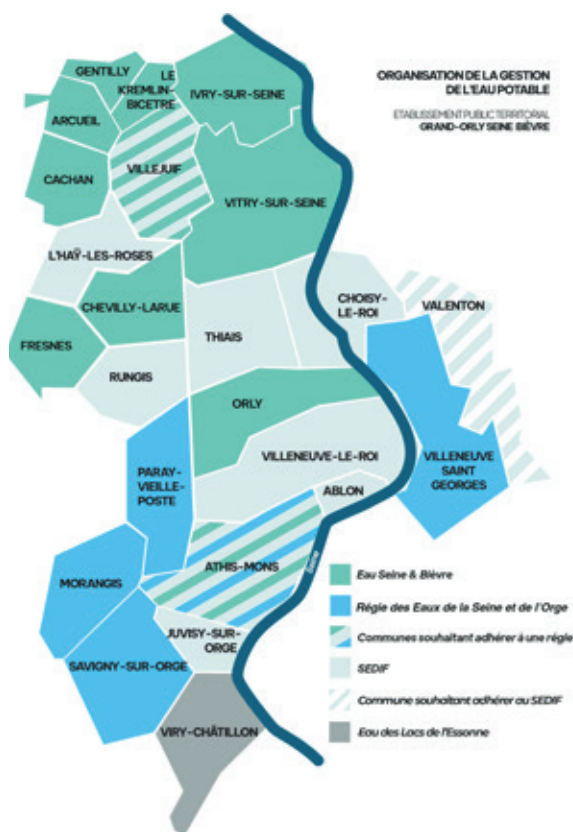 ORGANISATION DE LA GESTION
DE L'EAU POTABLE
ETABLISSEMENT PUBLIC TERRITORIAL
GRAND-ORLY SEINE BIÈVRE
GENTILLY
LE
KREMLIN-
BICETRE
IVRY-SUR-SEINE
ARCUEIL
VILLEJUIF
CACHAN
VITRY-SUR-SEINE
L'HAŸ-LES-ROSES
CHEVILLY-LARUE
CHOISY-
LE-ROI
VALENTON
FRESNES
THIAIS
RUNGIS
ORLY
VILLENEUVE-LE-ROI
VILLENEUVE
SAINT
GEORGES
PARAY-
VIEILLE-
POSTE
ABLON
ATHIS-MONS
Seine
MORANGIS
JUVISY-SUR-
ORGE
SAVIGNY-SUR-ORGE
VIRY-CHÂTILLON
Eau Seine & Bièvre
Régie des Eaux de la Seine et de l'Orge
Communes souhaitant adhérer à une régie
SEDIF
Commune souhaitant adhérer au SEDIF
Eau des Lacs de l'Essonne